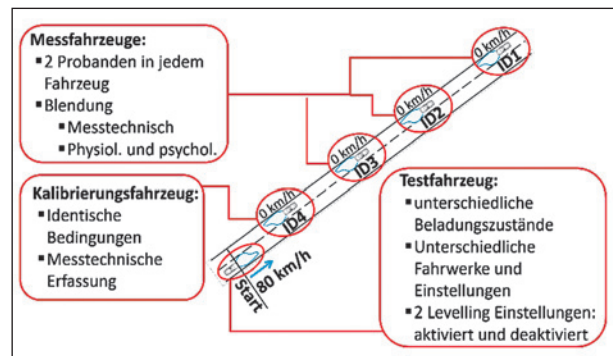 Messfahrzeuge:
▪2 Probanden in jedem
Fahrzeug
▪Blendung
▪Messtechnisch
▪Physiol. und psychol.
Kalibrierungsfahrzeug:
▪Identische
Bedingungen
▪Messtechnische
Erfassung
0 km/h
ID1
0 km/h
ID2
0 km/h
ID3
0 km/h
ID4
Start
80 km/h
Testfahrzeug:
▪unterschiedliche
Beladungszustände
▪Unterschiedliche
Fahrwerke und
Einstellungen
▪2 Levelling Einstellungen:
aktiviert und deaktiviert